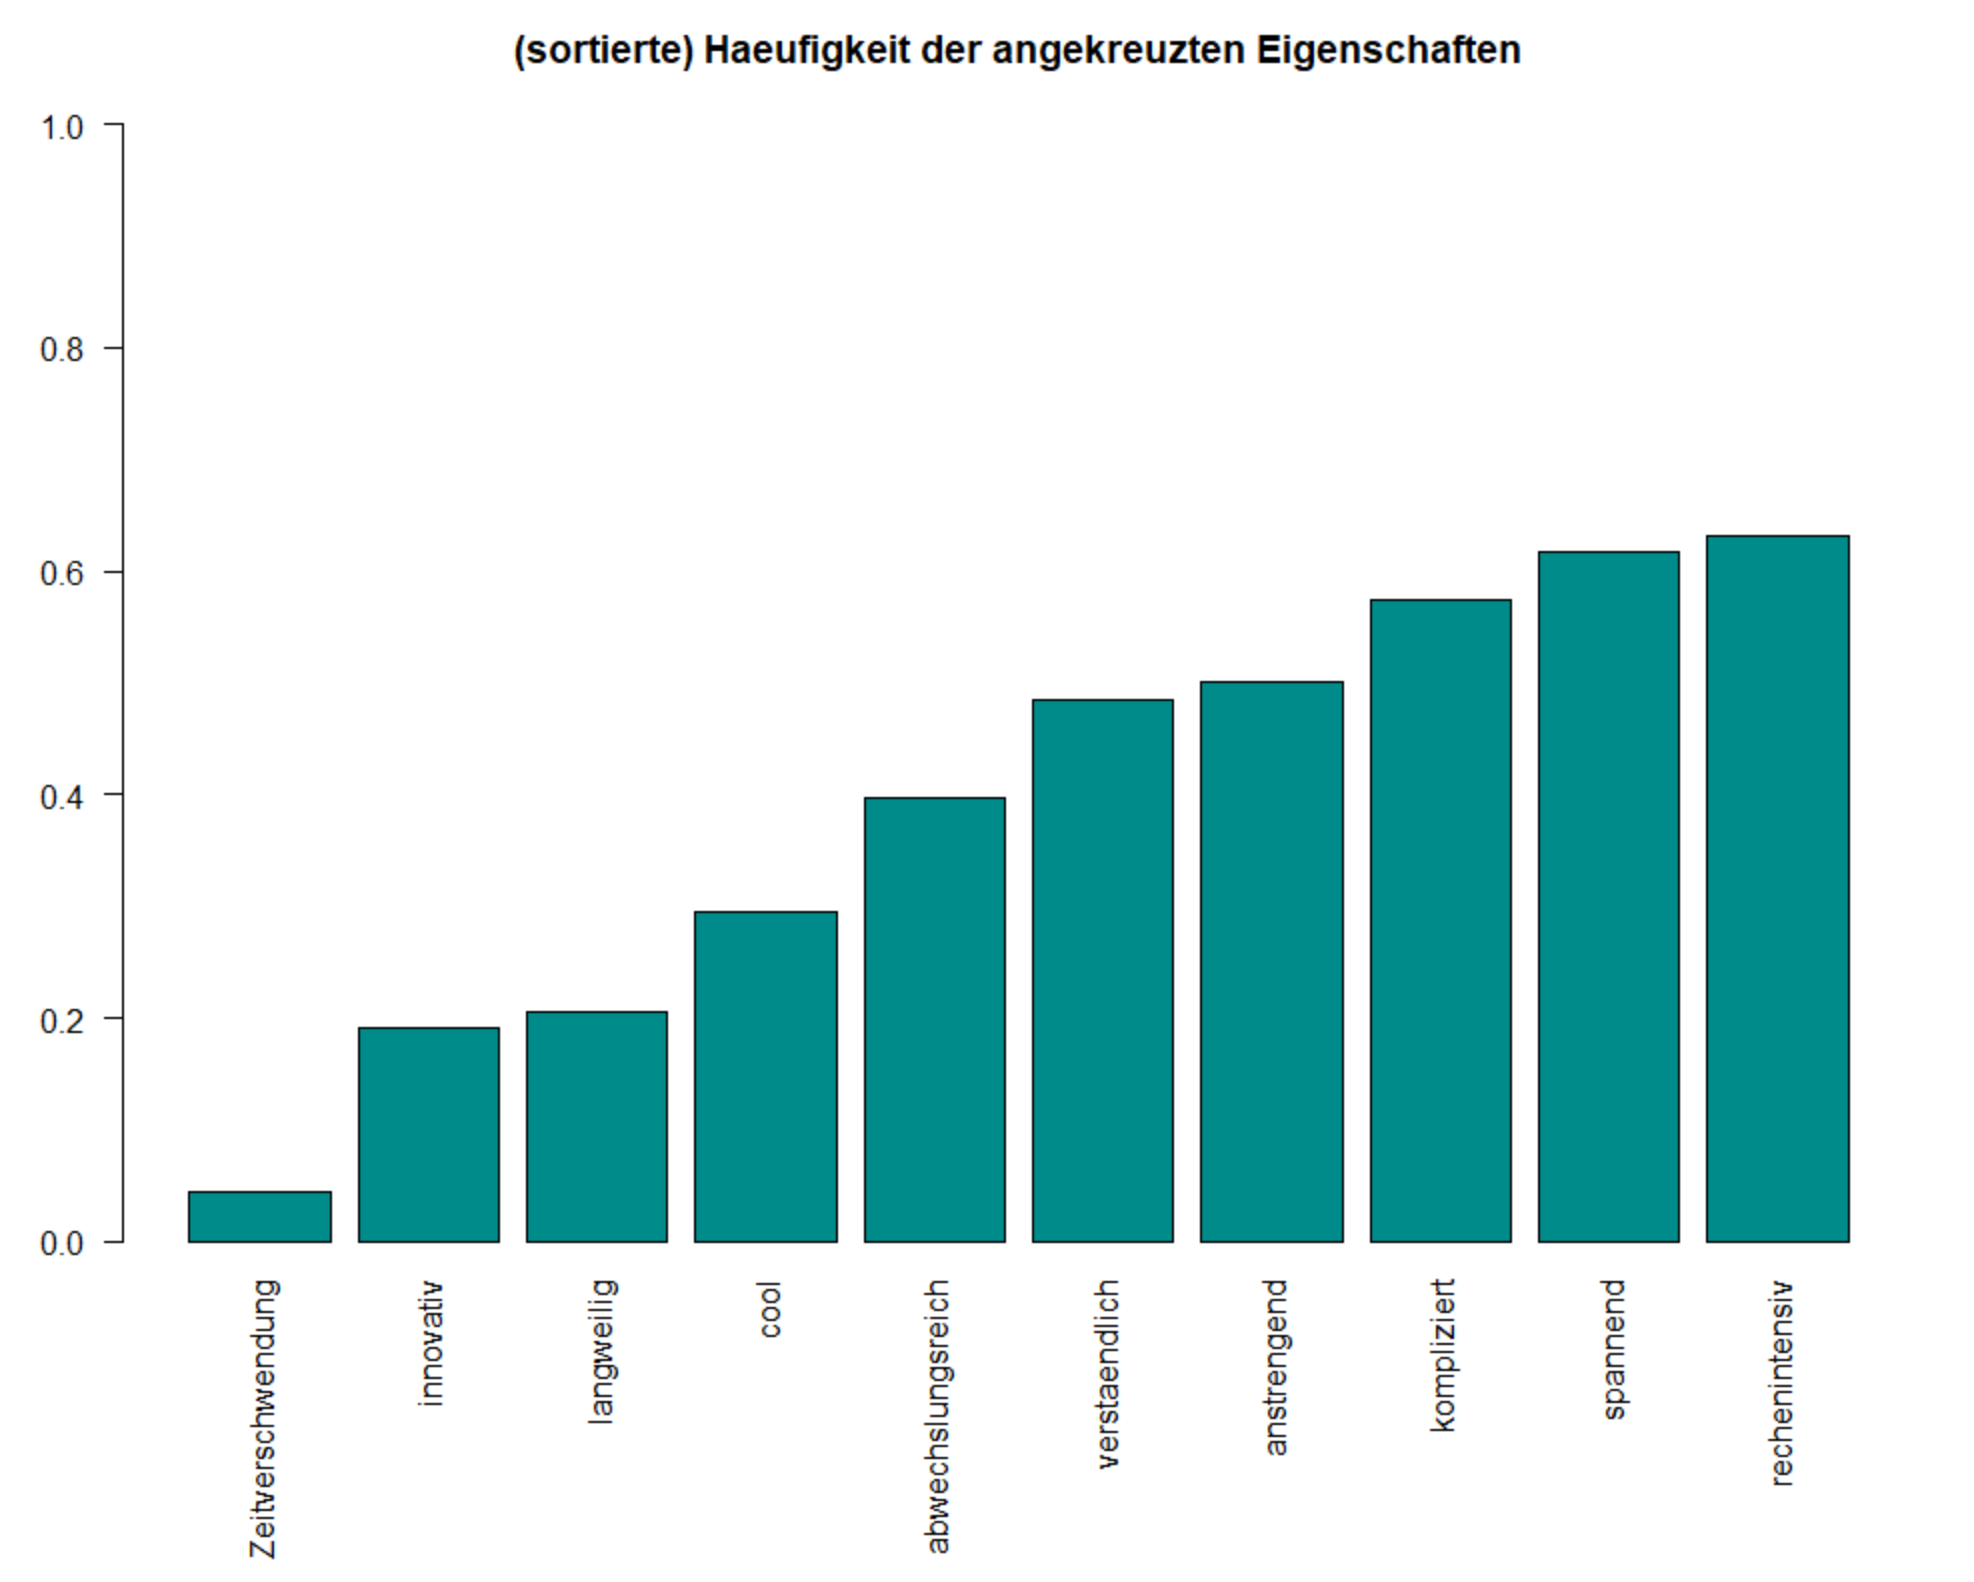 (sortierte) Haeufigkeit der angekreuzten Eigenschaften
1.0
0.8
0.6
0.4
0.2
0.0
Zeitverschwendung
innovativ
langweilig
cool
abwechslungsreich
verstaendlich
anstrengend
kompliziert
spannend
rechenintensiv